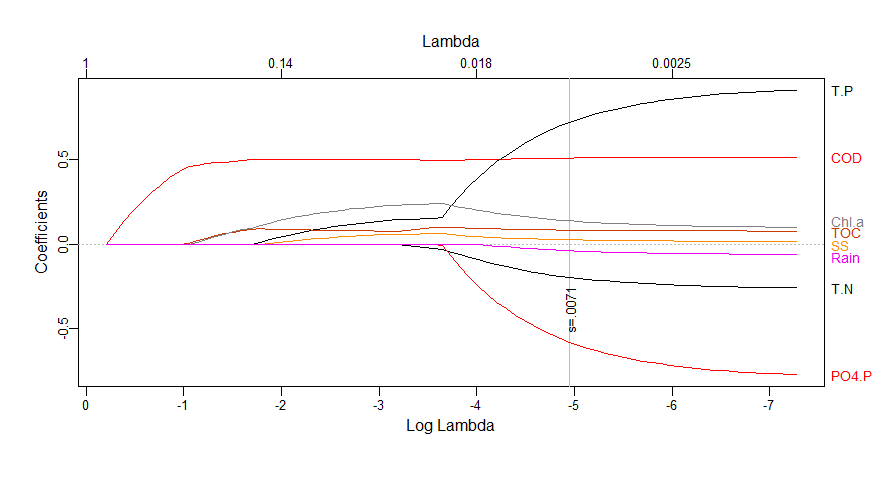 Lambda
1 0.14 0.018 0.0025
T.P
COD
Chl.a
TOC
SS
Rain
T.N
PO4.P
0.5
0.0
-0.5
Coefficients
s=.0071
0 -1 -2 -3 -4 -5 -6 -7
Log Lambda